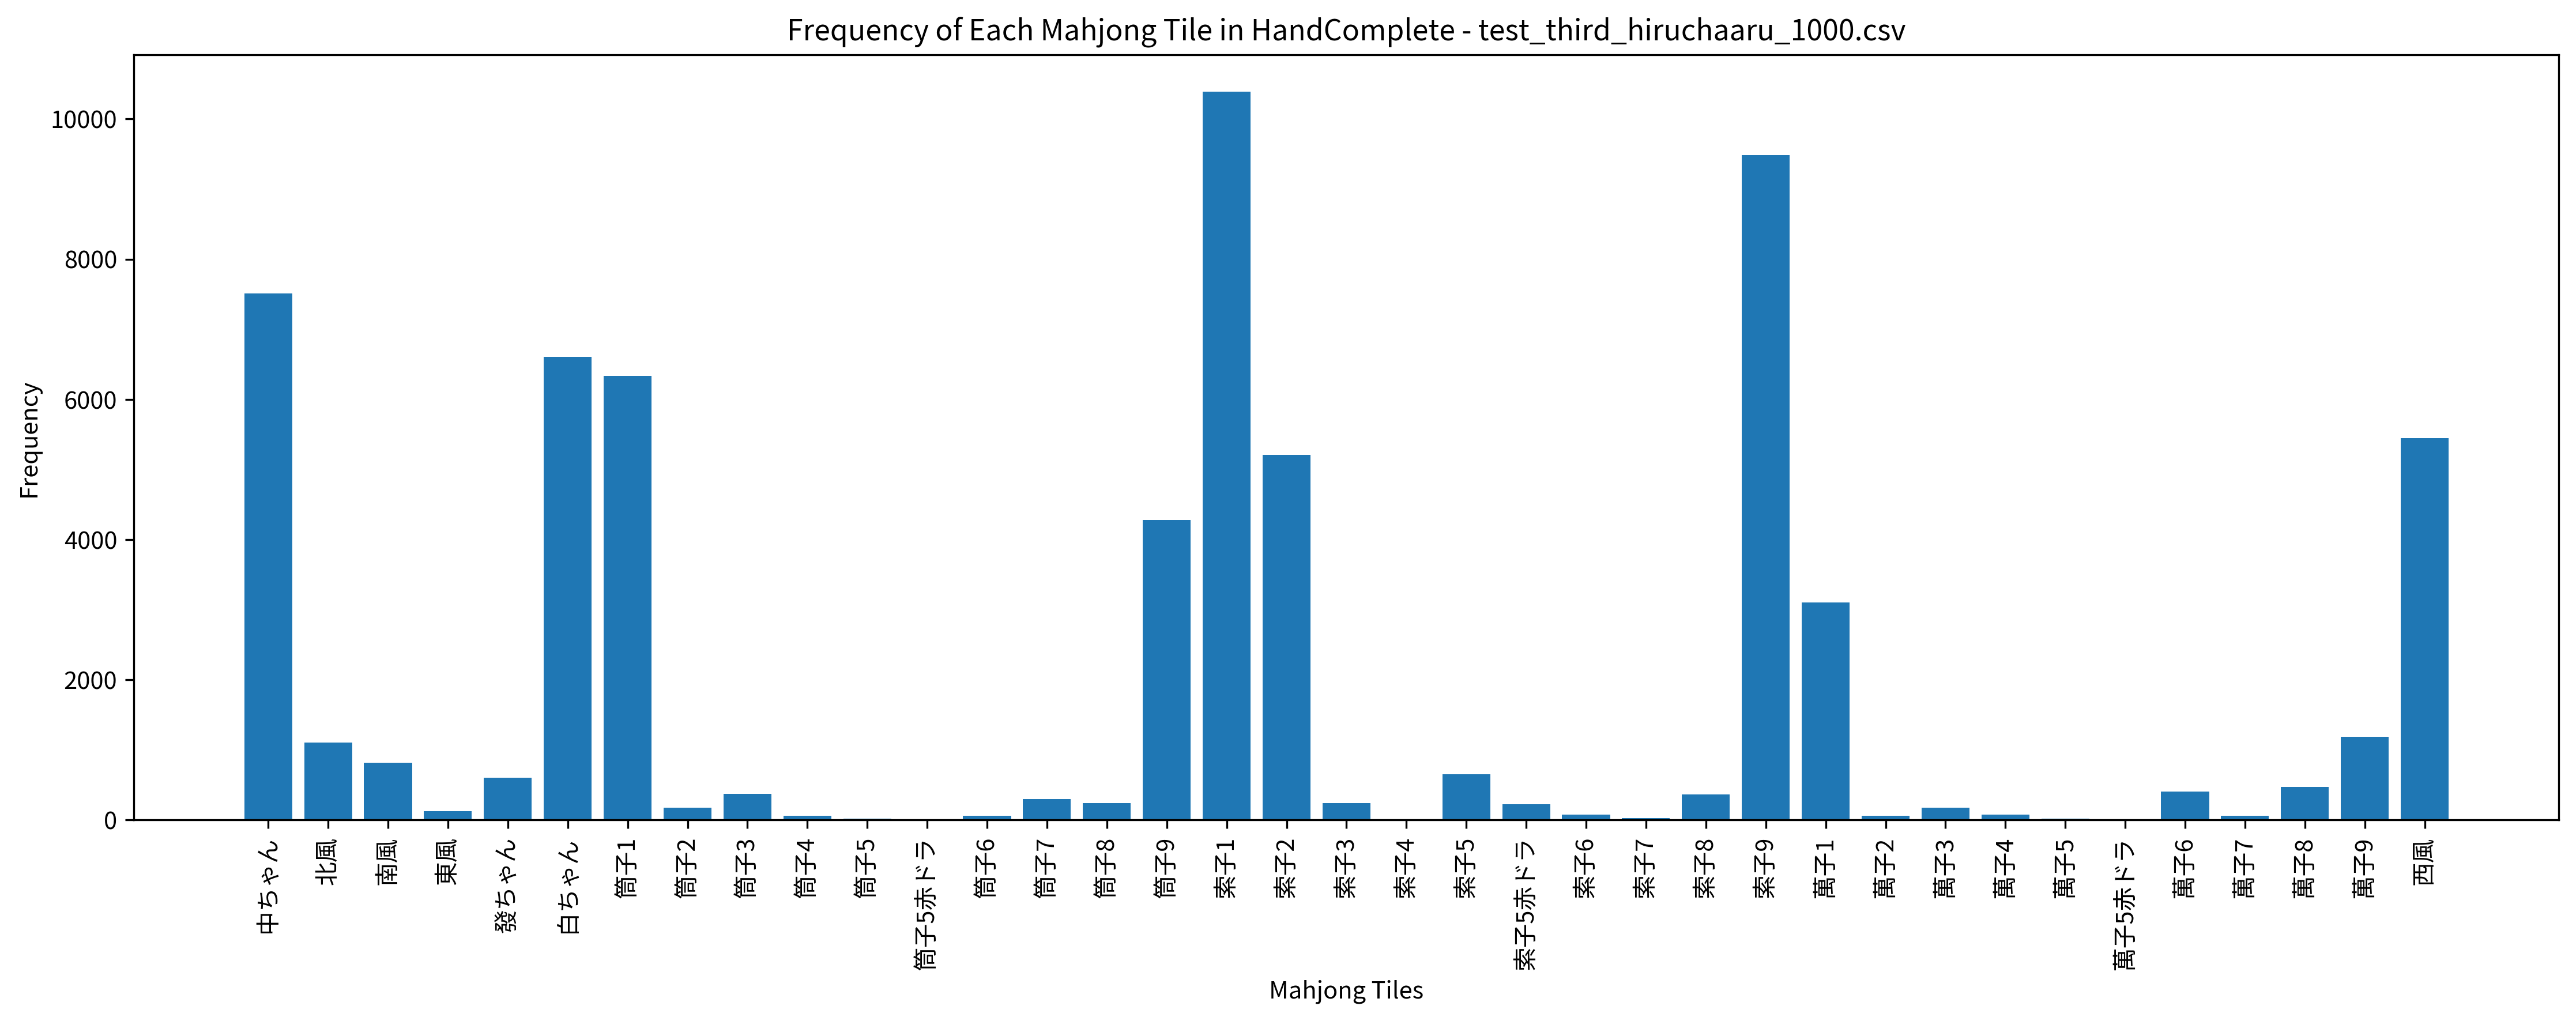 Frequency of Each Mahjong Tile in HandComplete - test_third_hiruchaaru_1000.csv
Frequency
10000
8000
6000
4000
2000
0
中ちゃん
北風
南風
東風
發ちゃん
白ちゃん
筒子1
筒子2
筒子3
筒子4
筒子5
筒子5赤ドラ
筒子6
筒子7
筒子8
筒子9
索子1
索子2
索子3
索子4
索子5
索子5赤ドラ
索子6
索子7
索子8
索子9
萬子1
萬子2
萬子3
萬子4
萬子5
萬子5赤ドラ
萬子6
萬子7
萬子8
萬子9
西風
Mahjong Tiles